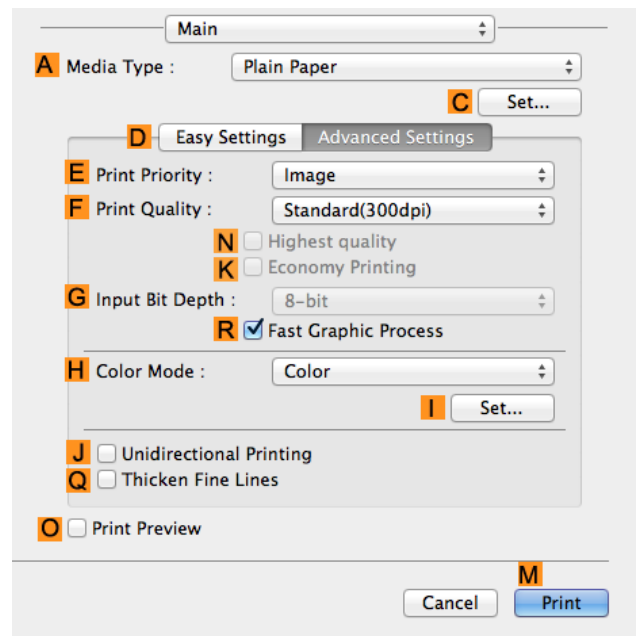 Main
A Media Type : Plain Paper
C Set...
D Easy Settings Advanced Settings
E Print Priority : Image
F Print Quality : Standard(300dpi)
N Highest quality
K Economy Printing
G Input Bit Depth : 8-bit
R Fast Graphic Process
H Color Mode : Color
I Set...
J Unidirectional Printing
Q Thicken Fine Lines
O Print Preview
M
Cancel Print